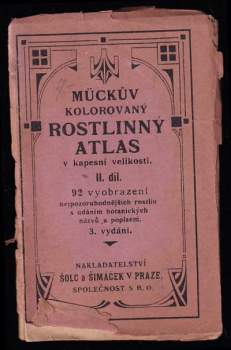 MÜCKŮV
KOLOROVANÝ
ROSTLINNÝ
ATLAS
v kapesní velikosti.
II. díl.
92 vyobrazení
nejpozoruhodnějších rostlin
s udáním botanických
názvů a popisem.
3. vydání.
NAKLADATELSTVÍ
ŠOLC a ŠIMÁČEK V PRAZE,
SPOLEČNOST S R. O.